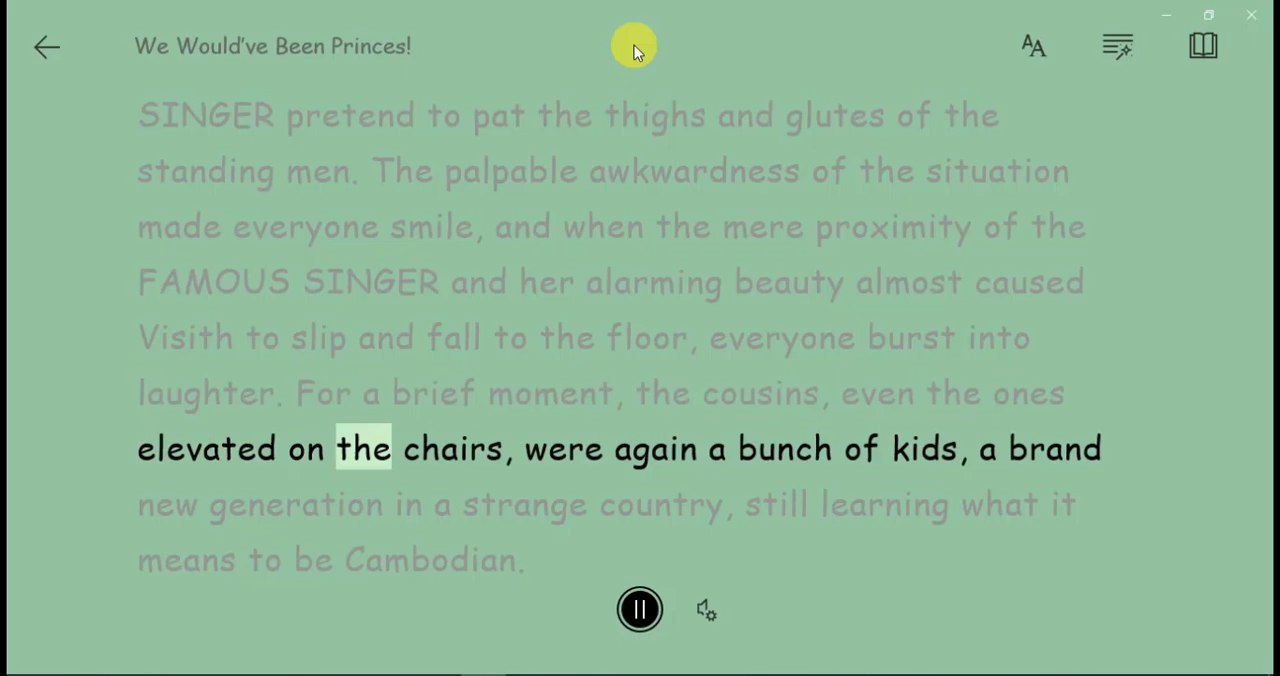 We Would've Been Princes!
AA
SINGER pretend to pat the thighs and glutes of the
standing men. The palpable awkwardness of the situation
made everyone smile, and when the mere proximity of the
FAMOUS SINGER and her alarming beauty almost caused
Visith to slip and fall to the floor, everyone burst into
laughter. For a brief moment, the cousins, even the ones
elevated on the chairs, were again a bunch of kids, a brand
new generation in a strange country, still learning what it
means to be Cambodian.